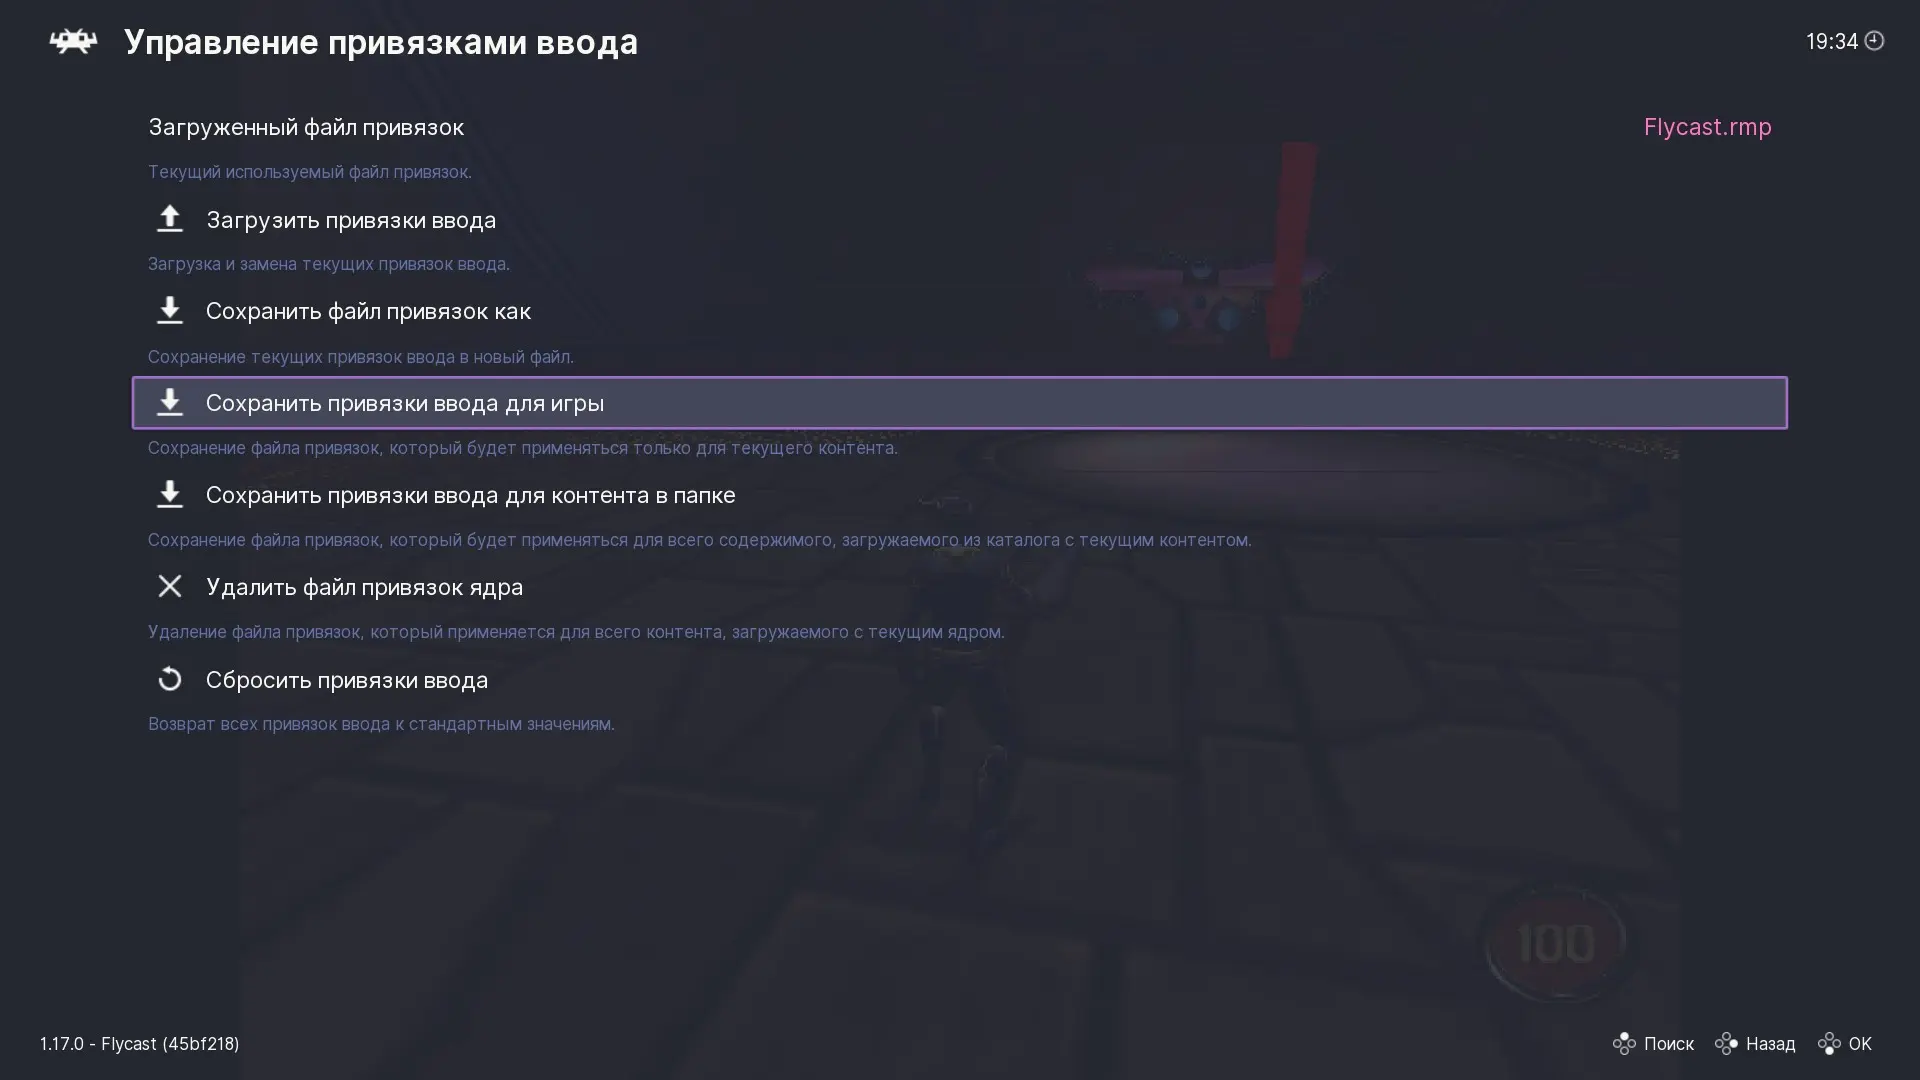 Управление привязками ввода
19:34
Загруженный файл привязок
Flycast.rmp
Текущий используемый файл привязок.
Загрузить привязки ввода
Загрузка и замена текущих привязок ввода.
Сохранить файл привязок как
Сохранение текущих привязок ввода в новый файл.
Сохранить привязки ввода для игры
Сохранение файла привязок, который будет применяться только для текущего контента.
Сохранить привязки ввода для контента в папке
Сохранение файла привязок, который будет применяться для всего содержимого, загружаемого из каталога с текущим контентом.
Удалить файл привязок ядра
Удаление файла привязок, который применяется для всего контента, загружаемого с текущим ядром.
Сбросить привязки ввода
Возврат всех привязок ввода к стандартным значениям.
100
1.17.0 - Flycast (45bf218)
Поиск
Назад
OK